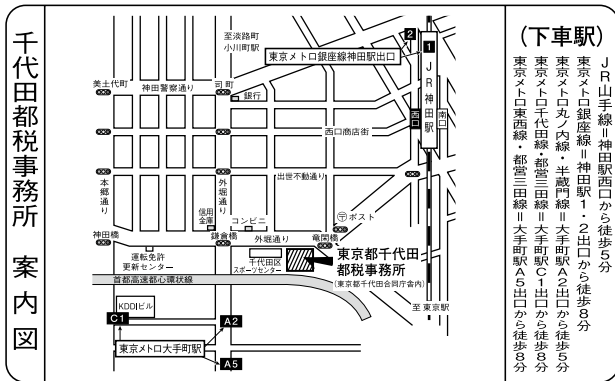 千代田都税事務所 案内図
(下車駅)
JR山手線=神田駅西口から徒歩5分
東京メトロ銀座線=神田駅1・2出口から徒歩8分
東京メトロ丸ノ内線・半蔵門線=大手町駅A2出口から徒歩5分
東京メトロ千代田線・都営三田線=大手町駅C1出口から徒歩8分
東京メトロ東西線・都営三田線=大手町駅A5出口から徒歩8分
至淡路町
小川町駅
2
1
東京メトロ銀座線神田駅出口
JR神田駅
美土代町
神田警察通り
司町
銀行
西口商店街
西口
南口
出世不動通り
本郷通り
外堀通り
信用
金庫
コンビニ
〒ポスト
神田橋
鎌倉橋
外堀通り
竜閑橋
運転免許
更新センター
千代田区
スポーツセンター
東京都千代田
都税事務所
(東京都千代田合同庁舎内)
首都高速都心環状線
至東京駅
KDDIビル
C1
A2
東京メトロ大手町駅
A5